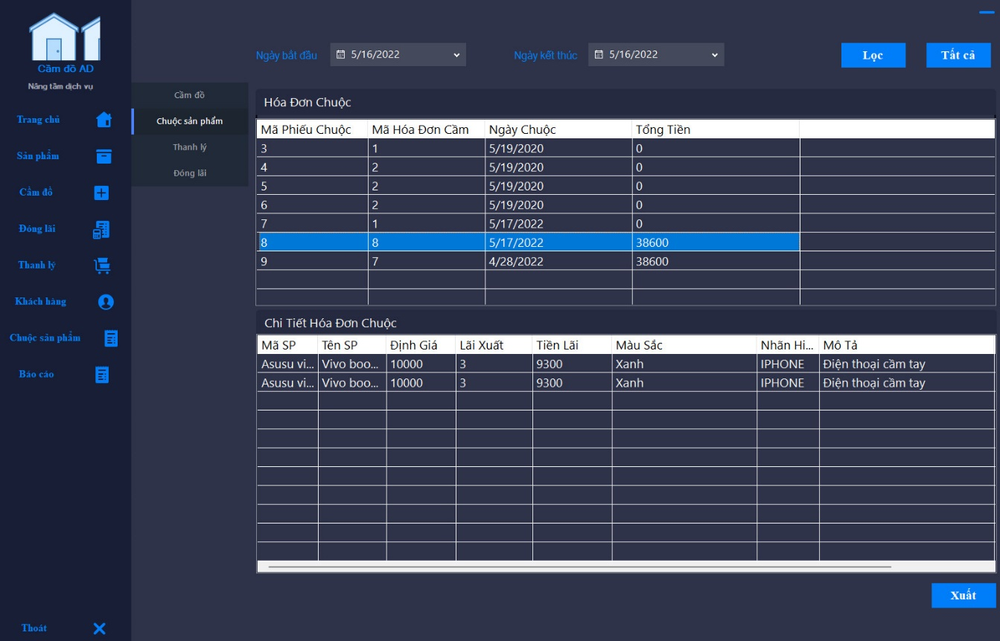 Cầm đồ AD
Nâng tầm dịch vụ
Trang chủ
Sản phẩm
Cầm đồ
Đóng lãi
Thanh lý
Khách hàng
Chuộc sản phẩm
Báo cáo
Thoát
Cầm đồ
Chuộc sản phẩm
Thanh lý
Đóng lãi
Ngày bắt đầu 5/16/2022 Ngày kết thúc 5/16/2022 Lọc Tất cả
Hóa Đơn Chuộc
Mã Phiếu Chuộc Mã Hóa Đơn Cầm Ngày Chuộc Tổng Tiền
3 1 5/19/2020 0
4 2 5/19/2020 0
5 2 5/19/2020 0
6 2 5/19/2020 0
7 1 5/17/2022 0
8 8 5/17/2022 38600
9 7 4/28/2022 38600
Chi Tiết Hóa Đơn Chuộc
Mã SP Tên SP Định Giá Lãi Xuất Tiền Lãi Màu Sắc Nhãn Hi... Mô Tả
Asusu vi... Vivo boo... 10000 3 9300 Xanh IPHONE Điện thoại cầm tay
Asusu vi... Vivo boo... 10000 3 9300 Xanh IPHONE Điện thoại cầm tay
Xuất